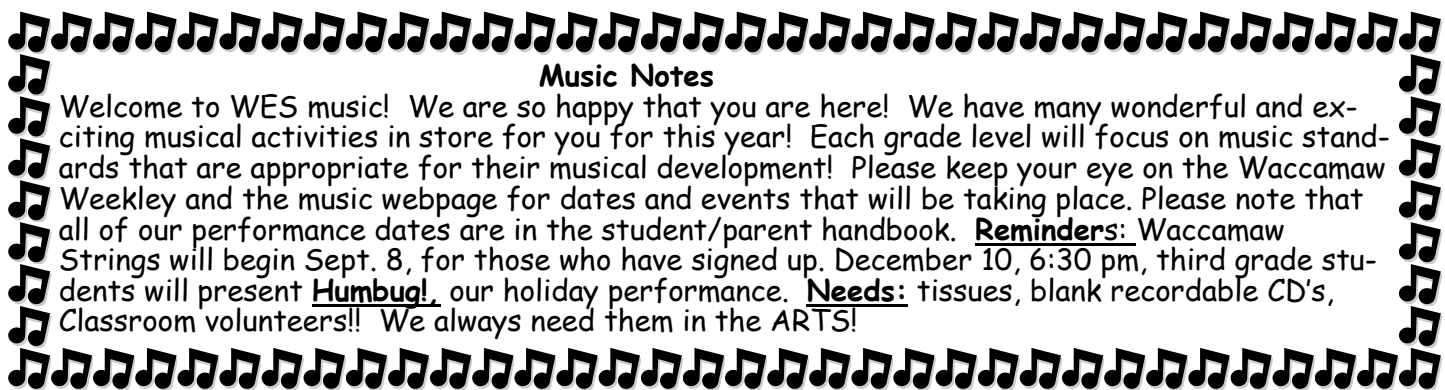 Music Notes
Welcome to WES music!  We are so happy that you are here!  We have many wonderful and ex-
citing musical activities in store for you for this year!  Each grade level will focus on music stand-
ards that are appropriate for their musical development!  Please keep your eye on the Waccamaw
Weekley and the music webpage for dates and events that will be taking place. Please note that
all of our performance dates are in the student/parent handbook.  Reminders: Waccamaw
Strings will begin Sept. 8, for those who have signed up. December 10, 6:30 pm, third grade stu-
dents will present Humbug!, our holiday performance.  Needs: tissues, blank recordable CD's,
Classroom volunteers!!  We always need them in the ARTS!